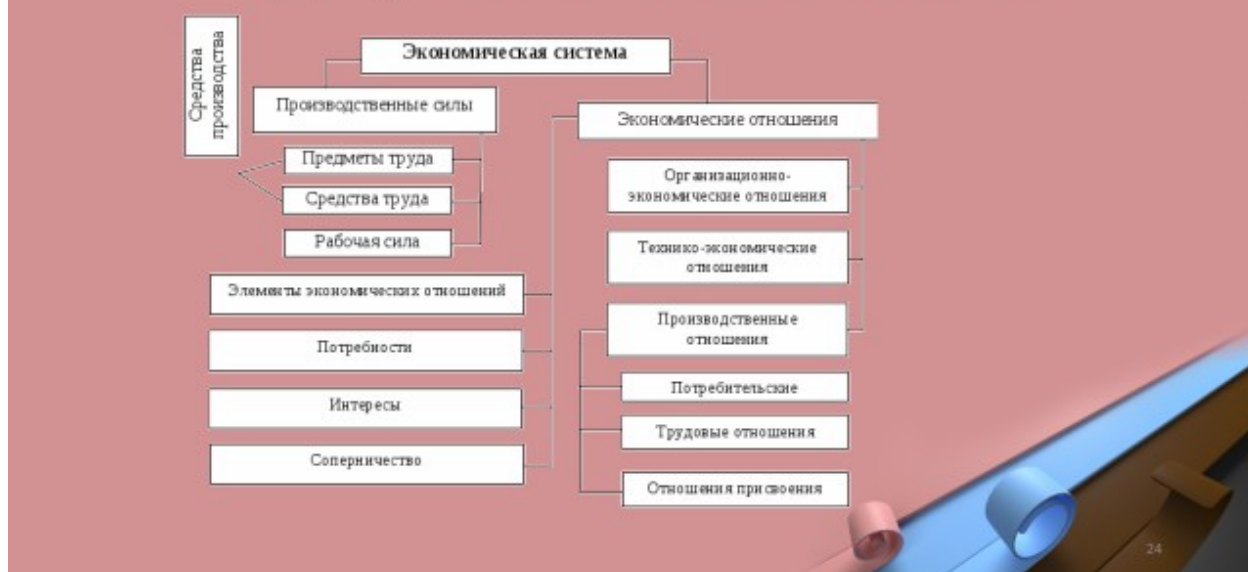 Средства
производства
Экономическая система
Производственные силы
Экономические отношения
Предметы труда
Средства труда
Рабочая сила
Организационно-
экономические отношения
Технико-экономические
отношения
Производственные
отношения
Элементы экономических отношений
Потребности
Интересы
Соперничество
Потребительские
Трудовые отношения
Отношения присвоения
24